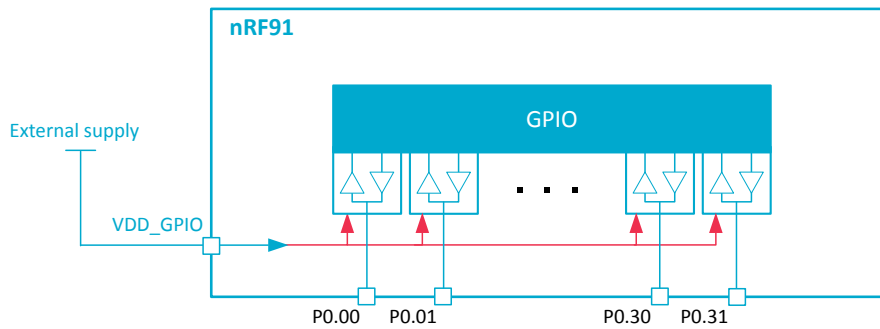 nRF91
GPIO
External supply
. . .
VDD_GPIO
P0.00
P0.01
P0.30
P0.31